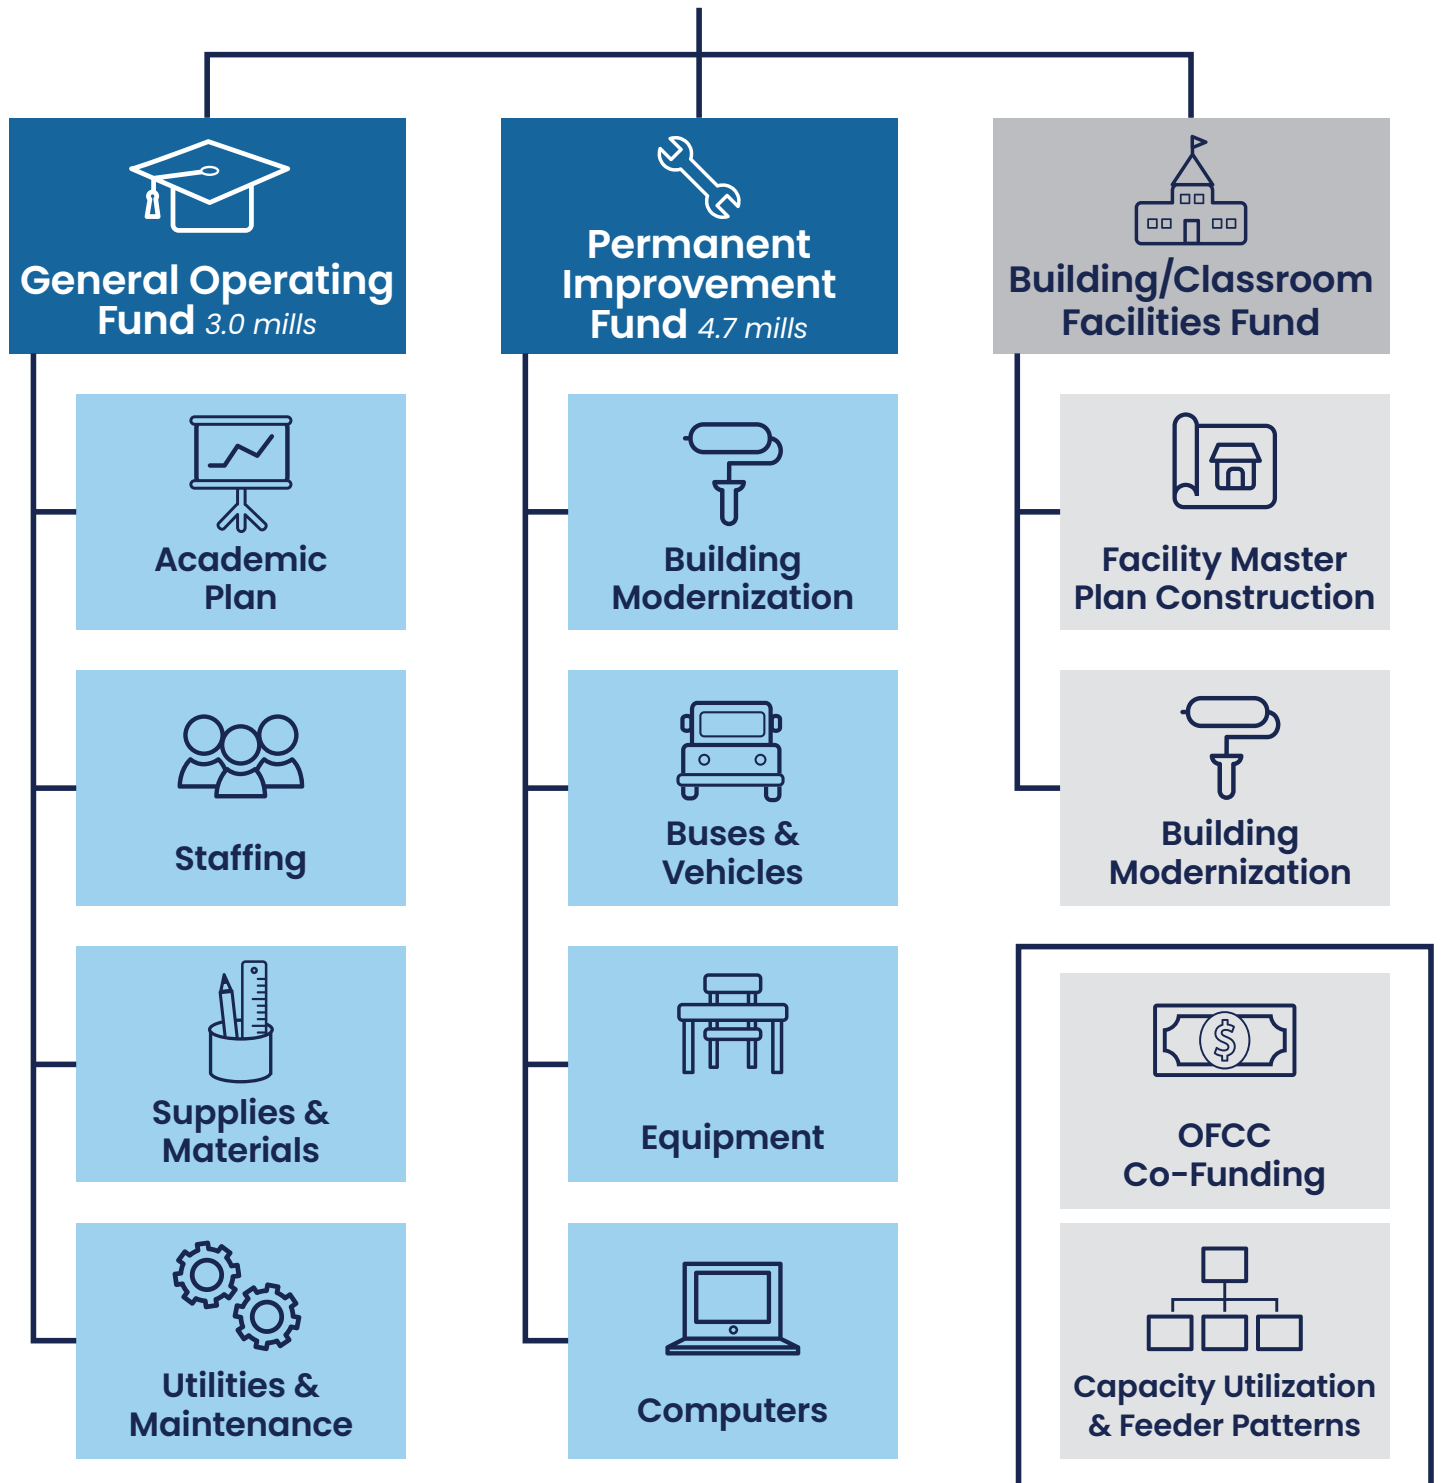 General Operating
Fund 3.0 mills
Academic
Plan
Staffing
Supplies &
Materials
Utilities &
Maintenance
Permanent
Improvement
Fund 4.7 mills
Building
Modernization
Buses &
Vehicles
Equipment
Computers
Building/Classroom
Facilities Fund
Facility Master
Plan Construction
Building
Modernization
$
OFCC
Co-Funding
Capacity Utilization
& Feeder Patterns